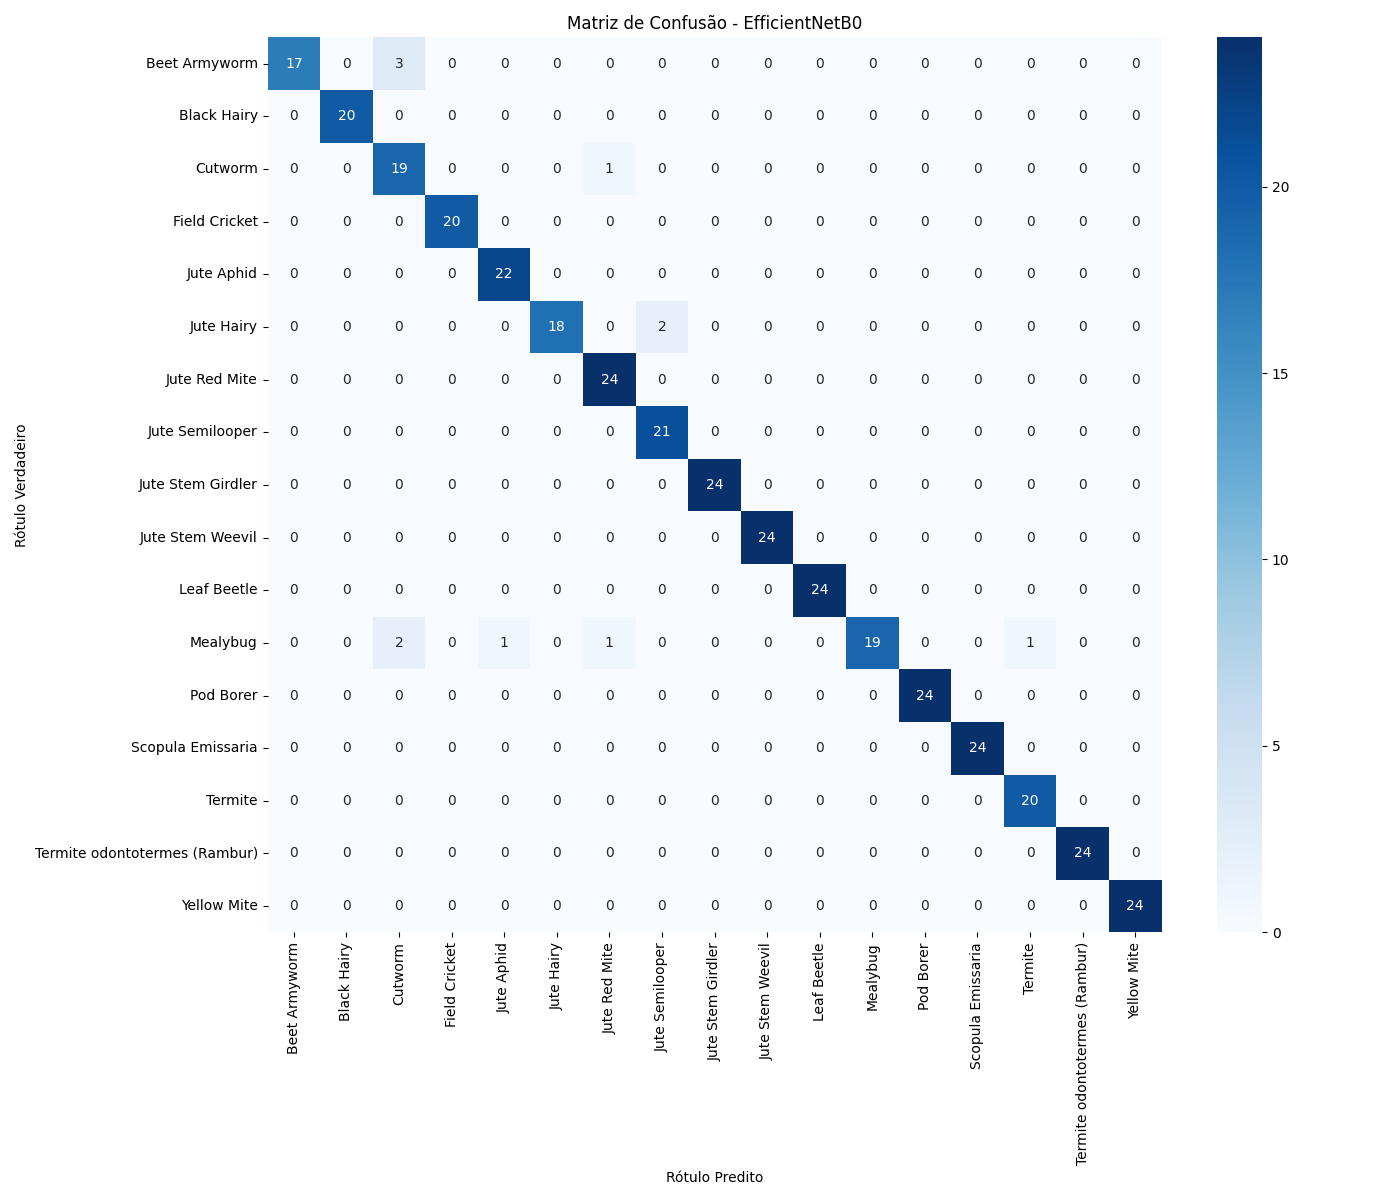 Matriz de Confusão - EfficientNetB0
Rótulo Verdadeiro
Beet Armyworm 17 0 3 0 0 0 0 0 0 0 0 0 0 0 0 0 0
Black Hairy 0 20 0 0 0 0 0 0 0 0 0 0 0 0 0 0 0
Cutworm 0 0 19 0 0 0 1 0 0 0 0 0 0 0 0 0 0
Field Cricket 0 0 0 20 0 0 0 0 0 0 0 0 0 0 0 0 0
Jute Aphid 0 0 0 0 22 0 0 0 0 0 0 0 0 0 0 0 0
Jute Hairy 0 0 0 0 0 18 0 2 0 0 0 0 0 0 0 0 0
Jute Red Mite 0 0 0 0 0 0 24 0 0 0 0 0 0 0 0 0 0
Jute Semilooper 0 0 0 0 0 0 0 21 0 0 0 0 0 0 0 0 0
Jute Stem Girdler 0 0 0 0 0 0 0 0 24 0 0 0 0 0 0 0 0
Jute Stem Weevil 0 0 0 0 0 0 0 0 0 24 0 0 0 0 0 0 0
Leaf Beetle 0 0 0 0 0 0 0 0 0 0 24 0 0 0 0 0 0
Mealybug 0 0 2 0 1 0 1 0 0 0 0 19 0 0 1 0 0
Pod Borer 0 0 0 0 0 0 0 0 0 0 0 0 24 0 0 0 0
Scopula Emissaria 0 0 0 0 0 0 0 0 0 0 0 0 0 24 0 0 0
Termite 0 0 0 0 0 0 0 0 0 0 0 0 0 0 20 0 0
Termite odontotermes (Rambur) 0 0 0 0 0 0 0 0 0 0 0 0 0 0 0 24 0
Yellow Mite 0 0 0 0 0 0 0 0 0 0 0 0 0 0 0 0 24
Beet Armyworm
Black Hairy
Cutworm
Field Cricket
Jute Aphid
Jute Hairy
Jute Red Mite
Jute Semilooper
Jute Stem Girdler
Jute Stem Weevil
Leaf Beetle
Mealybug
Pod Borer
Scopula Emissaria
Termite
Termite odontotermes (Rambur)
Yellow Mite
Rótulo Predito
20
15
10
5
0